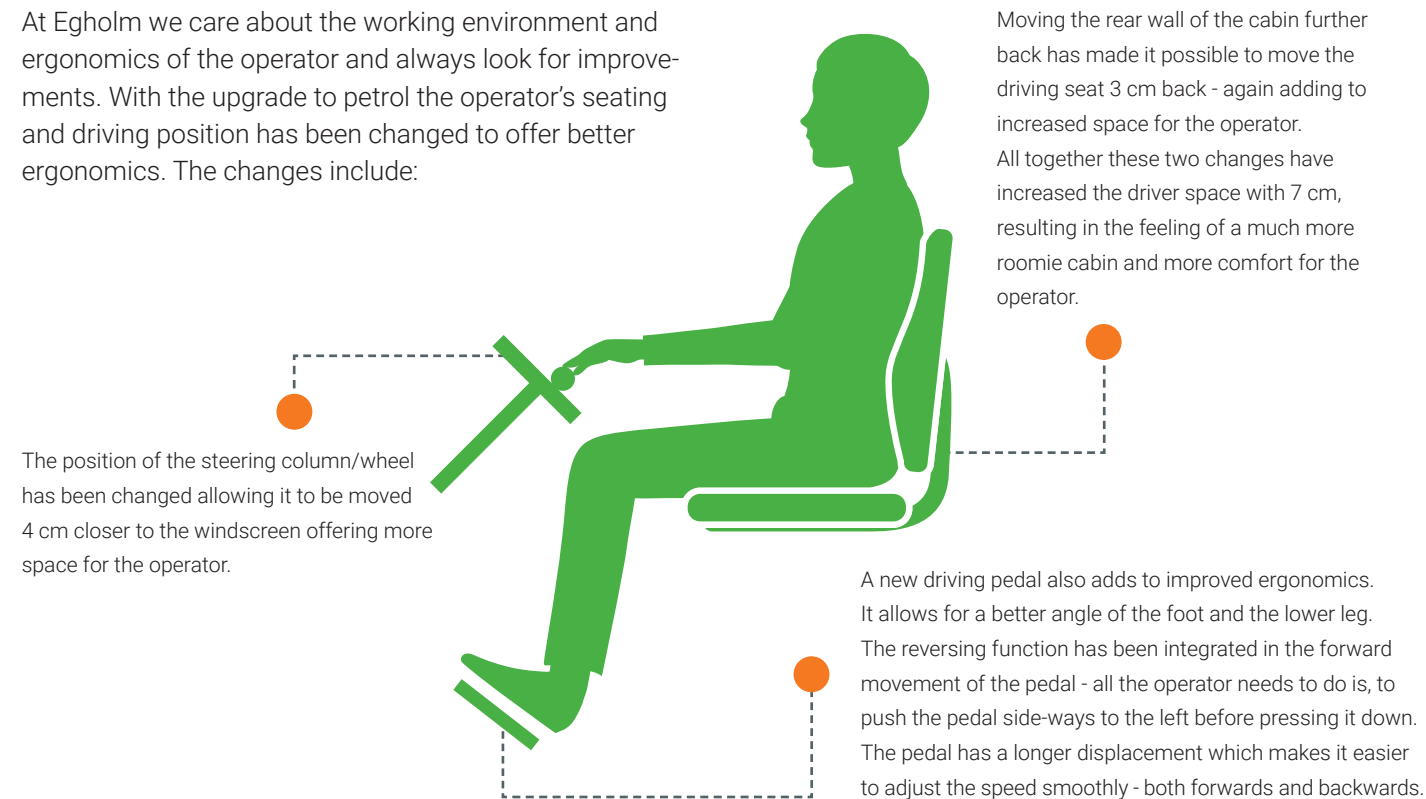 At Egholm we care about the working environment and
ergonomics of the operator and always look for improve-
ments. With the upgrade to petrol the operator's seating
and driving position has been changed to offer better
ergonomics. The changes include:
Moving the rear wall of the cabin further
back has made it possible to move the
driving seat 3 cm back - again adding to
increased space for the operator.
All together these two changes have
increased the driver space with 7 cm,
resulting in the feeling of a much more
roomie cabin and more comfort for the
operator.
The position of the steering column/wheel
has been changed allowing it to be moved
4 cm closer to the windscreen offering more
space for the operator.
A new driving pedal also adds to improved ergonomics.
It allows for a better angle of the foot and the lower leg.
The reversing function has been integrated in the forward
movement of the pedal - all the operator needs to do is, to
push the pedal side-ways to the left before pressing it down.
The pedal has a longer displacement which makes it easier
to adjust the speed smoothly - both forwards and backwards.